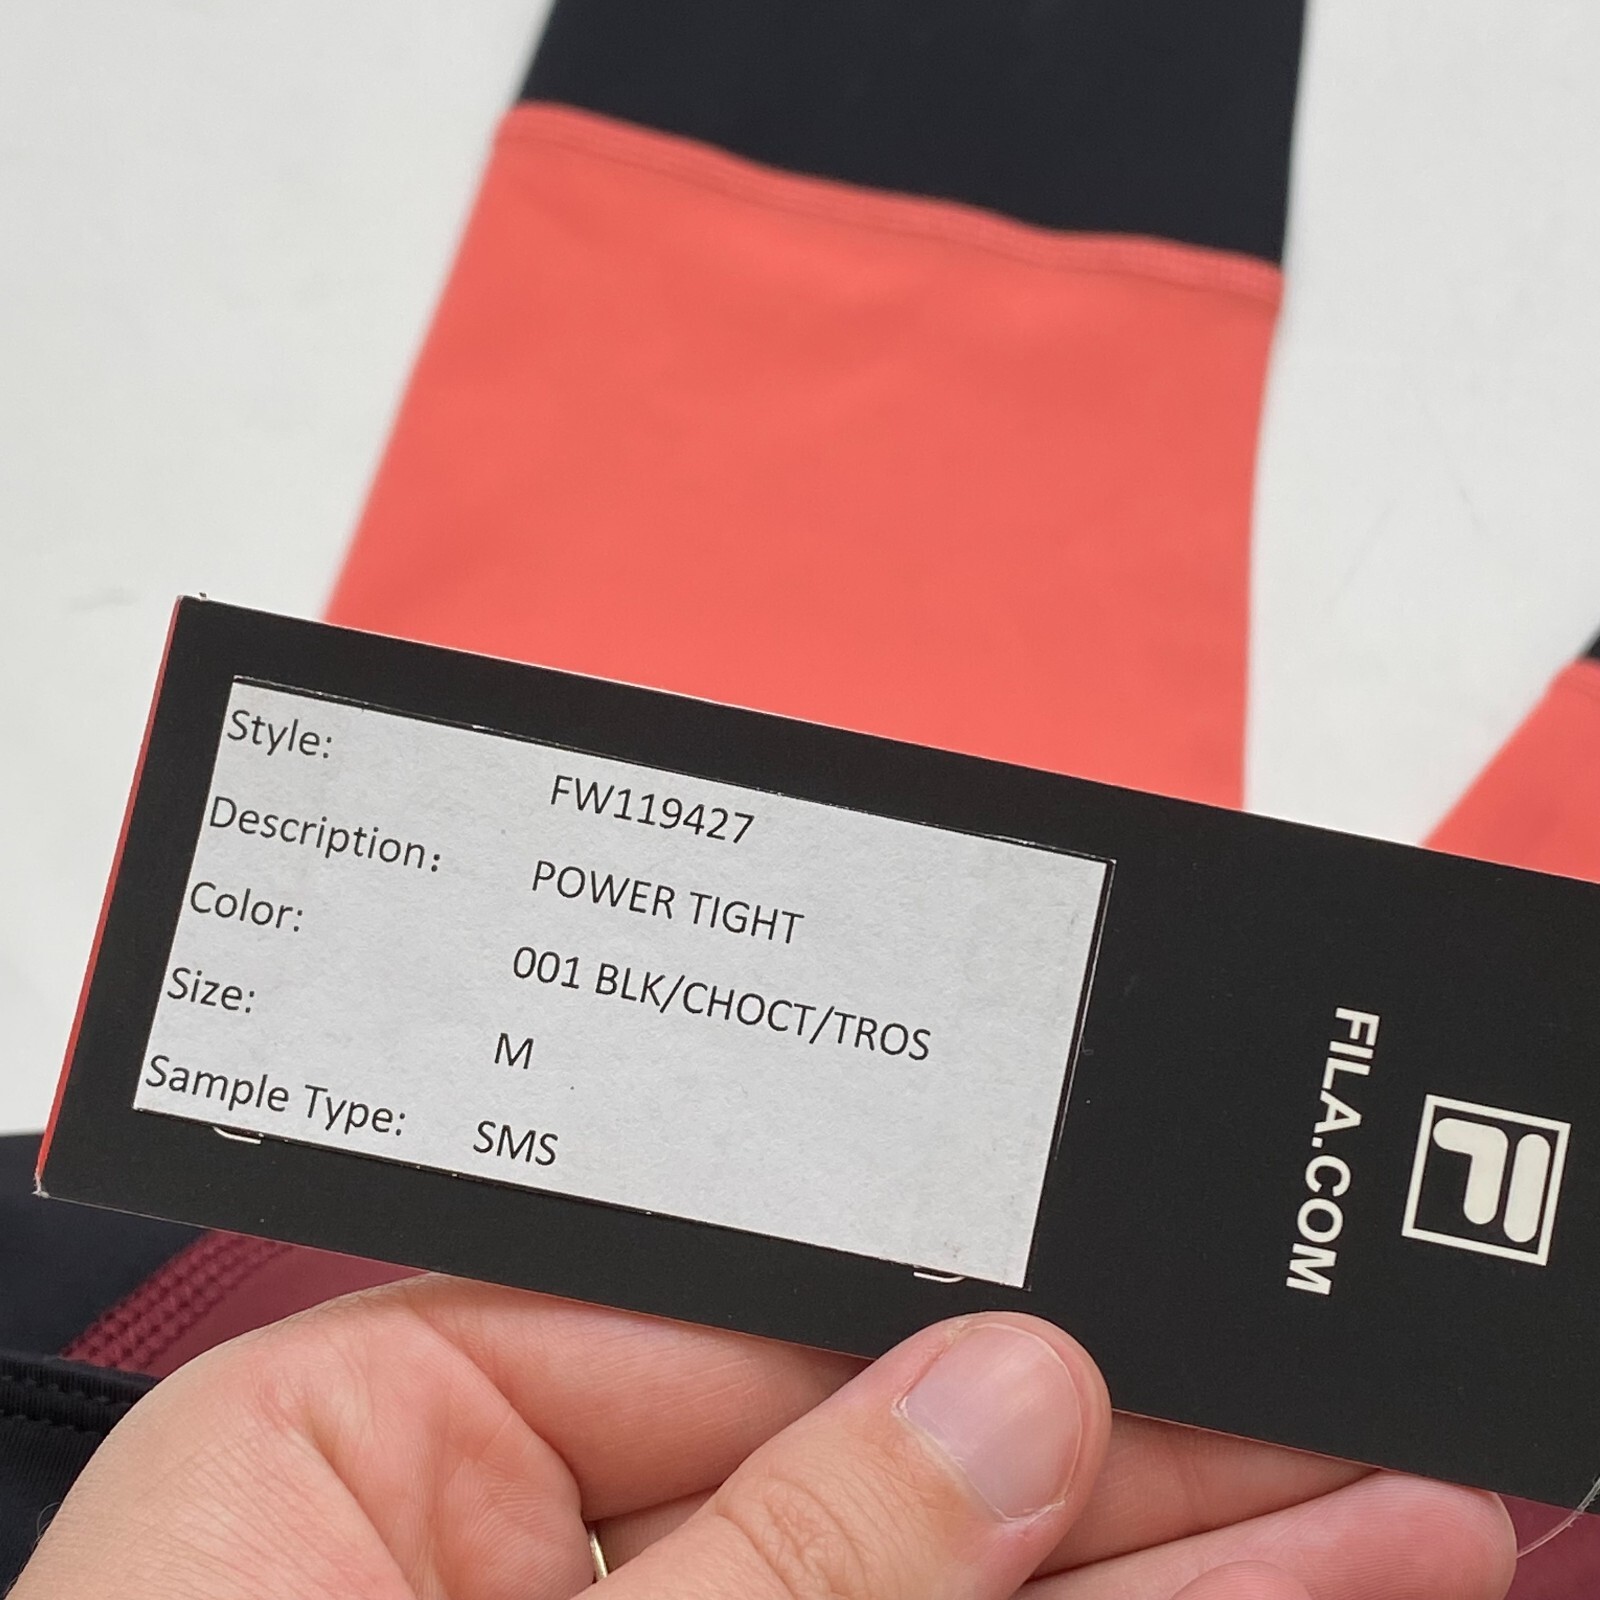 Style: FW119427
Description: POWER TIGHT
Color: 001 BLK/CHOCT/TROS
Size: M
Sample Type: SMS
FILA.COM
F